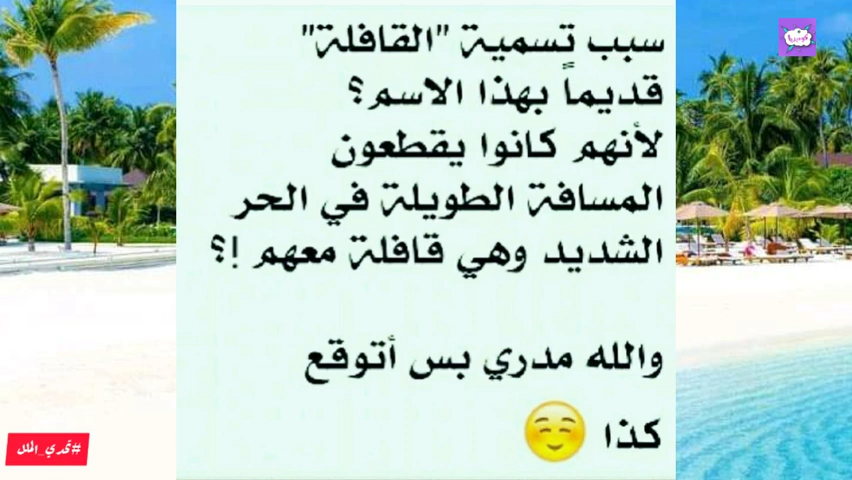 سبب تسمية "القافلة"
قديماً بهذا الاسم؟
لأنهم كانوا يقطعون
المسافة الطويلة في الحر
الشديد وهي قافلة معهم !؟
والله مدري بس أتوقع
كذا 😊
#تحدي_الملل